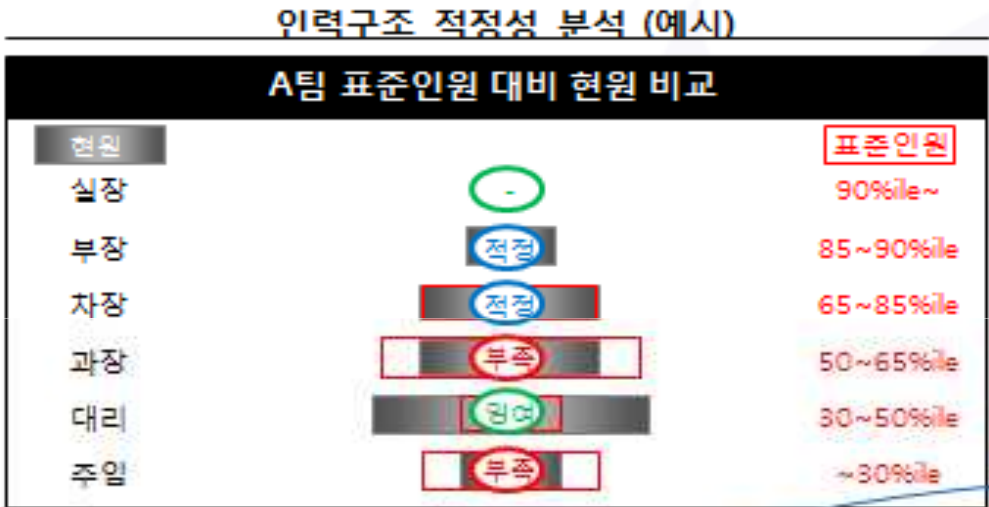 인력구조 적정성 분석 (예시)
A팀 표준인원 대비 현원 비교
현원 표준인원
실장 - 90%ile~
부장 적정 85~90%ile
차장 적정 65~85%ile
과장 부족 50~65%ile
대리 잉여 30~50%ile
주임 부족 ~30%ile